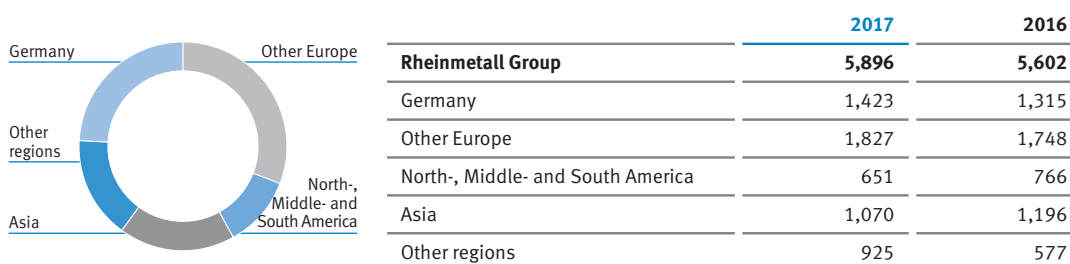 Germany
Other Europe
Other
regions
North-,
Middle- and
South America
Asia
2017 2016
Rheinmetall Group 5,896 5,602
Germany 1,423 1,315
Other Europe 1,827 1,748
North-, Middle- and South America 651 766
Asia 1,070 1,196
Other regions 925 577